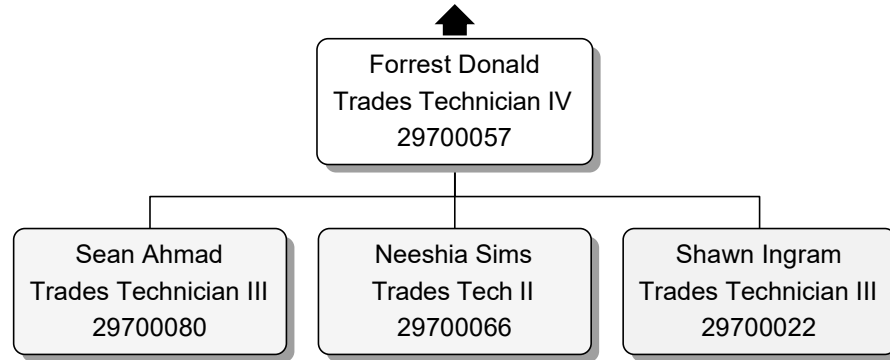 Forrest Donald
Trades Technician IV
29700057
Sean Ahmad
Trades Technician III
29700080
Neeshia Sims
Trades Tech II
29700066
Shawn Ingram
Trades Technician III
29700022